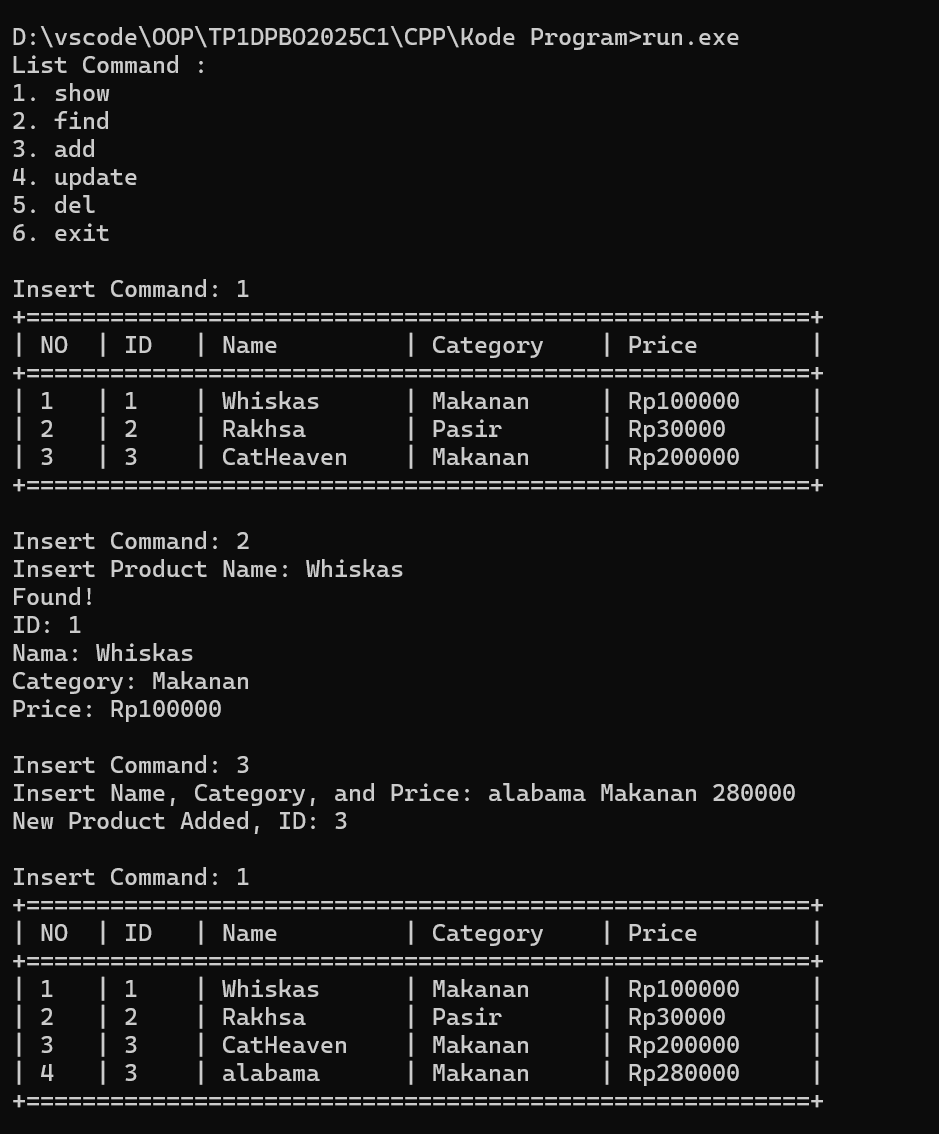 D:\vscode\OOP\TP1DPBO2025C1\CPP\Kode Program>run.exe
List Command :
1. show
2. find
3. add
4. update
5. del
6. exit

Insert Command: 1
+========================================================+
| NO  | ID   | Name         | Category    | Price        |
+========================================================+
| 1   | 1    | Whiskas      | Makanan     | Rp100000     |
| 2   | 2    | Rakhsa       | Pasir       | Rp30000      |
| 3   | 3    | CatHeaven    | Makanan     | Rp200000     |
+========================================================+

Insert Command: 2
Insert Product Name: Whiskas
Found!
ID: 1
Nama: Whiskas
Category: Makanan
Price: Rp100000

Insert Command: 3
Insert Name, Category, and Price: alabama Makanan 280000
New Product Added, ID: 3

Insert Command: 1
+========================================================+
| NO  | ID   | Name         | Category    | Price        |
+========================================================+
| 1   | 1    | Whiskas      | Makanan     | Rp100000     |
| 2   | 2    | Rakhsa       | Pasir       | Rp30000      |
| 3   | 3    | CatHeaven    | Makanan     | Rp200000     |
| 4   | 3    | alabama      | Makanan     | Rp280000     |
+========================================================+